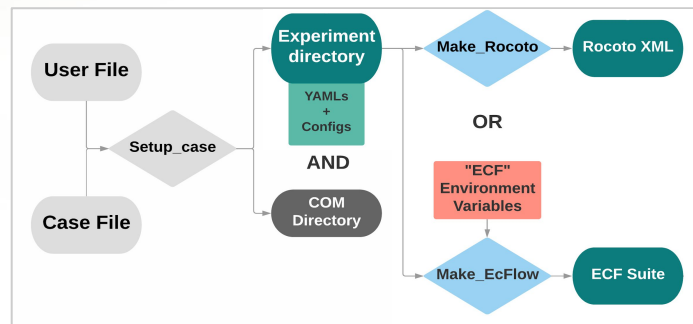 User File
Case File
Setup_case
Experiment
directory
YAMLs
+
Configs
AND
COM
Directory
Make_Rocoto
Rocoto XML
OR
"ECF"
Environment
Variables
Make_EcFlow
ECF Suite